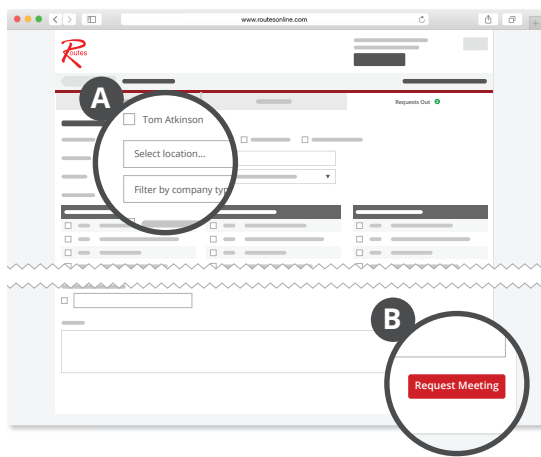 www.routesonline.com
Routes
A
Requests Out
Tom Atkinson
Select location...
Filter by company typ
B
Request Meeting